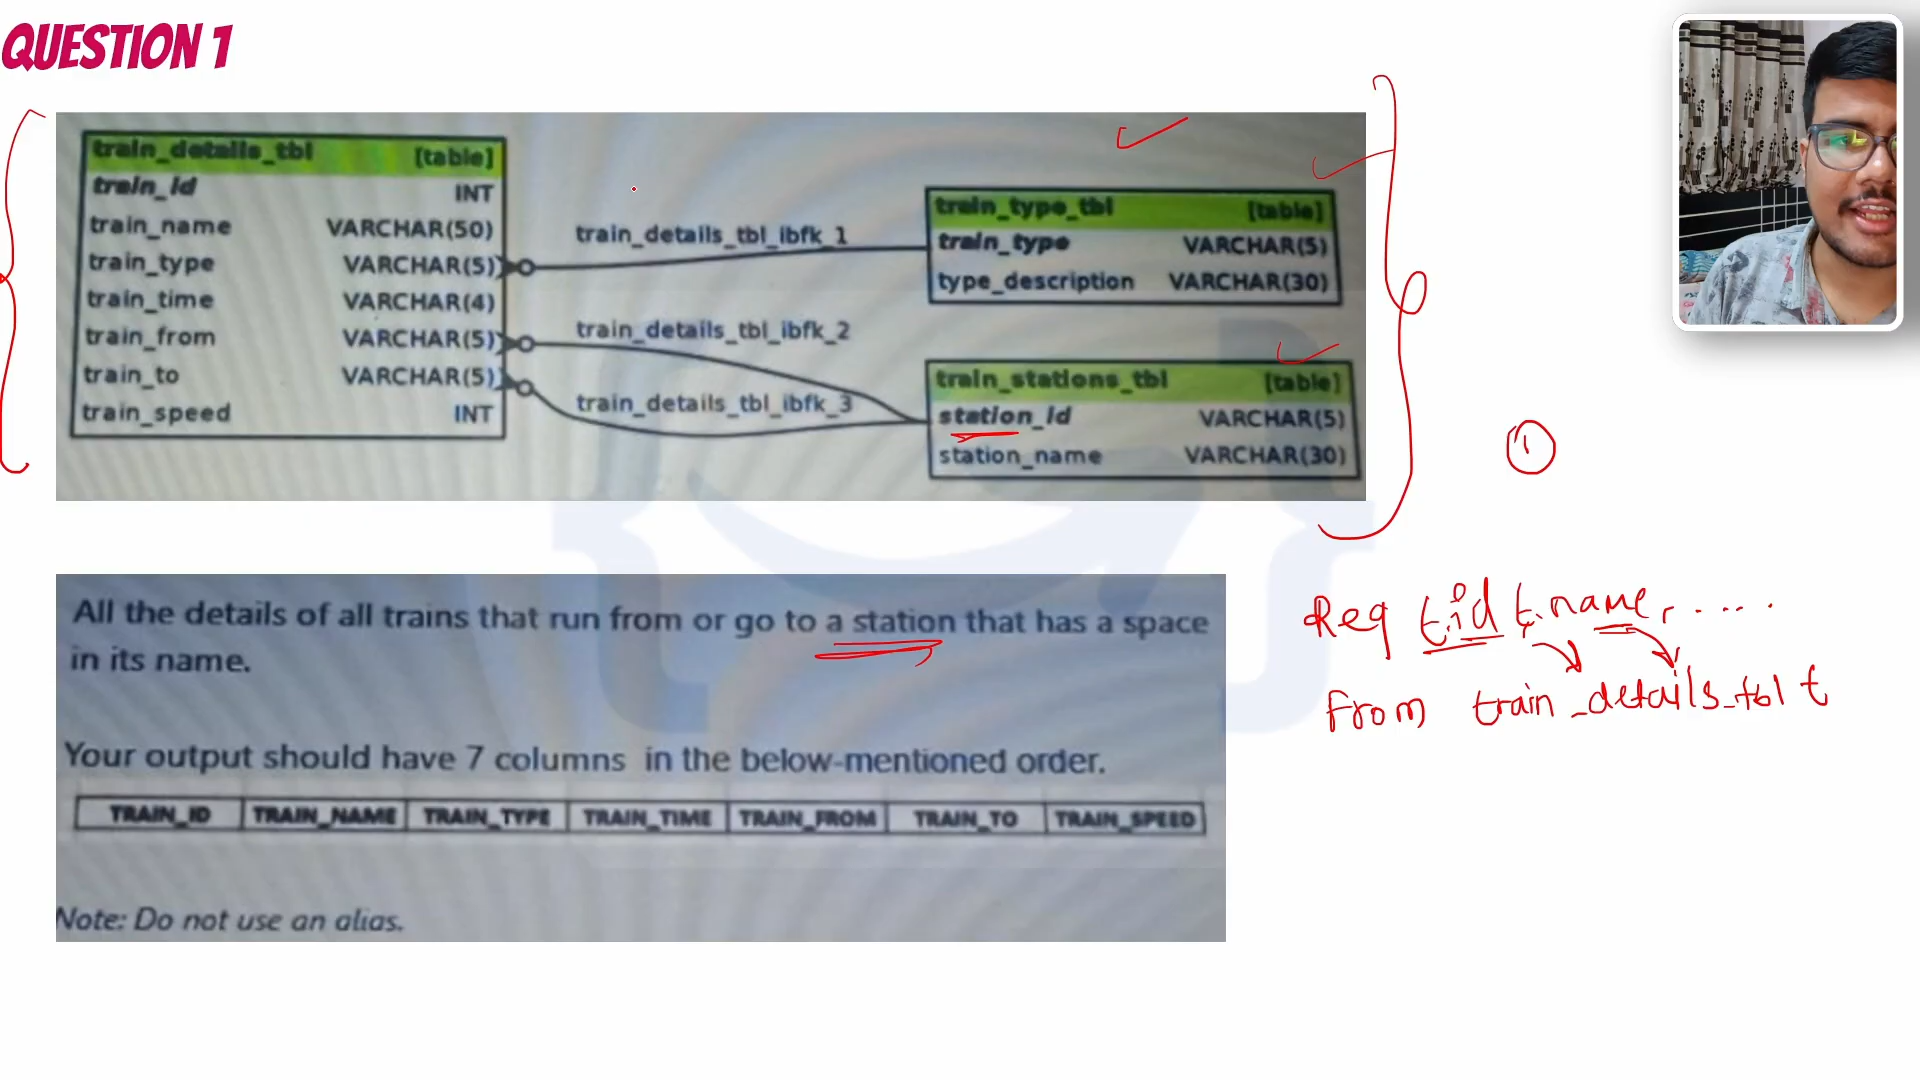 QUESTION 1
train_details_tbl [table]
train_id INT
train_name VARCHAR(50)
train_type VARCHAR(5)
train_time VARCHAR(4)
train_from VARCHAR(5)
train_to VARCHAR(5)
train_speed INT
train_details_tbl_ibfk_1
train_details_tbl_ibfk_2
train_details_tbl_ibfk_3
train_type_tbl [table]
train_type VARCHAR(5)
type_description VARCHAR(30)
train_stations_tbl [table]
station_id VARCHAR(5)
station_name VARCHAR(30)
1
All the details of all trains that run from or go to a station that has a space
in its name.
Your output should have 7 columns in the below-mentioned order.
TRAIN_ID TRAIN_NAME TRAIN_TYPE TRAIN_TIME TRAIN_FROM TRAIN_TO TRAIN_SPEED
Note: Do not use an alias.
Req t.id t.name, ....
From train_details_tbl t